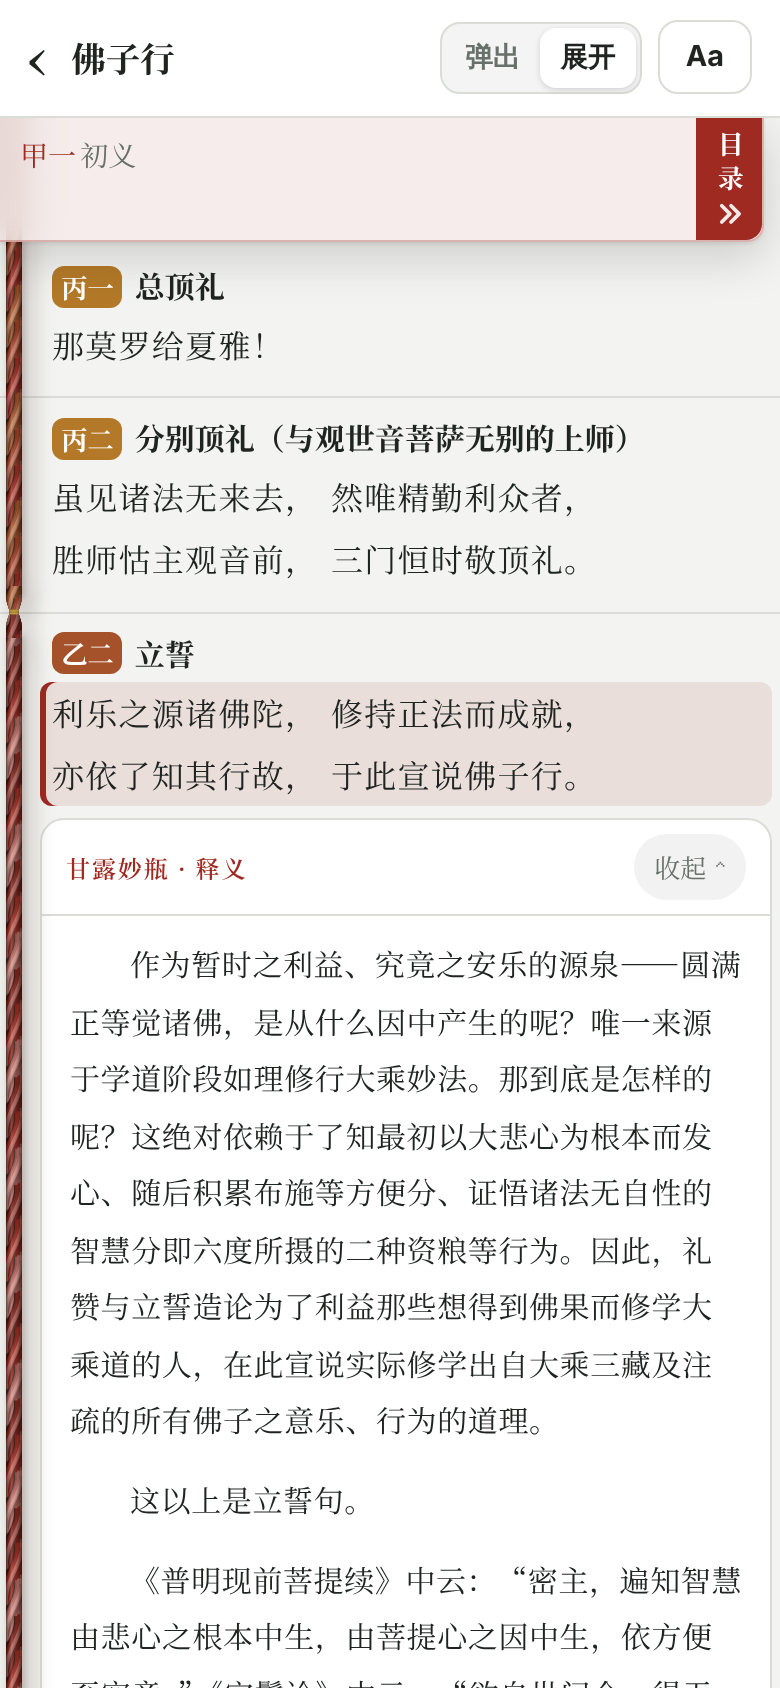 佛子行
弹出 展开 Aa
甲一 初义
目录
丙一 总顶礼
那莫罗给夏雅！
丙二 分别顶礼（与观世音菩萨无别的上师）
虽见诸法无来去， 然唯精勤利众者，
胜师怙主观音前， 三门恒时敬顶礼。
乙二 立誓
利乐之源诸佛陀， 修持正法而成就，
亦依了知其行故， 于此宣说佛子行。
甘露妙瓶·释义 收起
作为暂时之利益、究竟之安乐的源泉——圆满
正等觉诸佛，是从什么因中产生的呢？唯一来源
于学道阶段如理修行大乘妙法。那到底是怎样的
呢？这绝对依赖于了知最初以大悲心为根本而发
心、随后积累布施等方便分、证悟诸法无自性的
智慧分即六度所摄的二种资粮等行为。因此，礼
赞与立誓造论为了利益那些想得到佛果而修学大
乘道的人，在此宣说实际修学出自大乘三藏及注
疏的所有佛子之意乐、行为的道理。
这以上是立誓句。
《普明现前菩提续》中云：“密主，遍知智慧
由悲心之根本中生，由菩提心之因中生，依方便